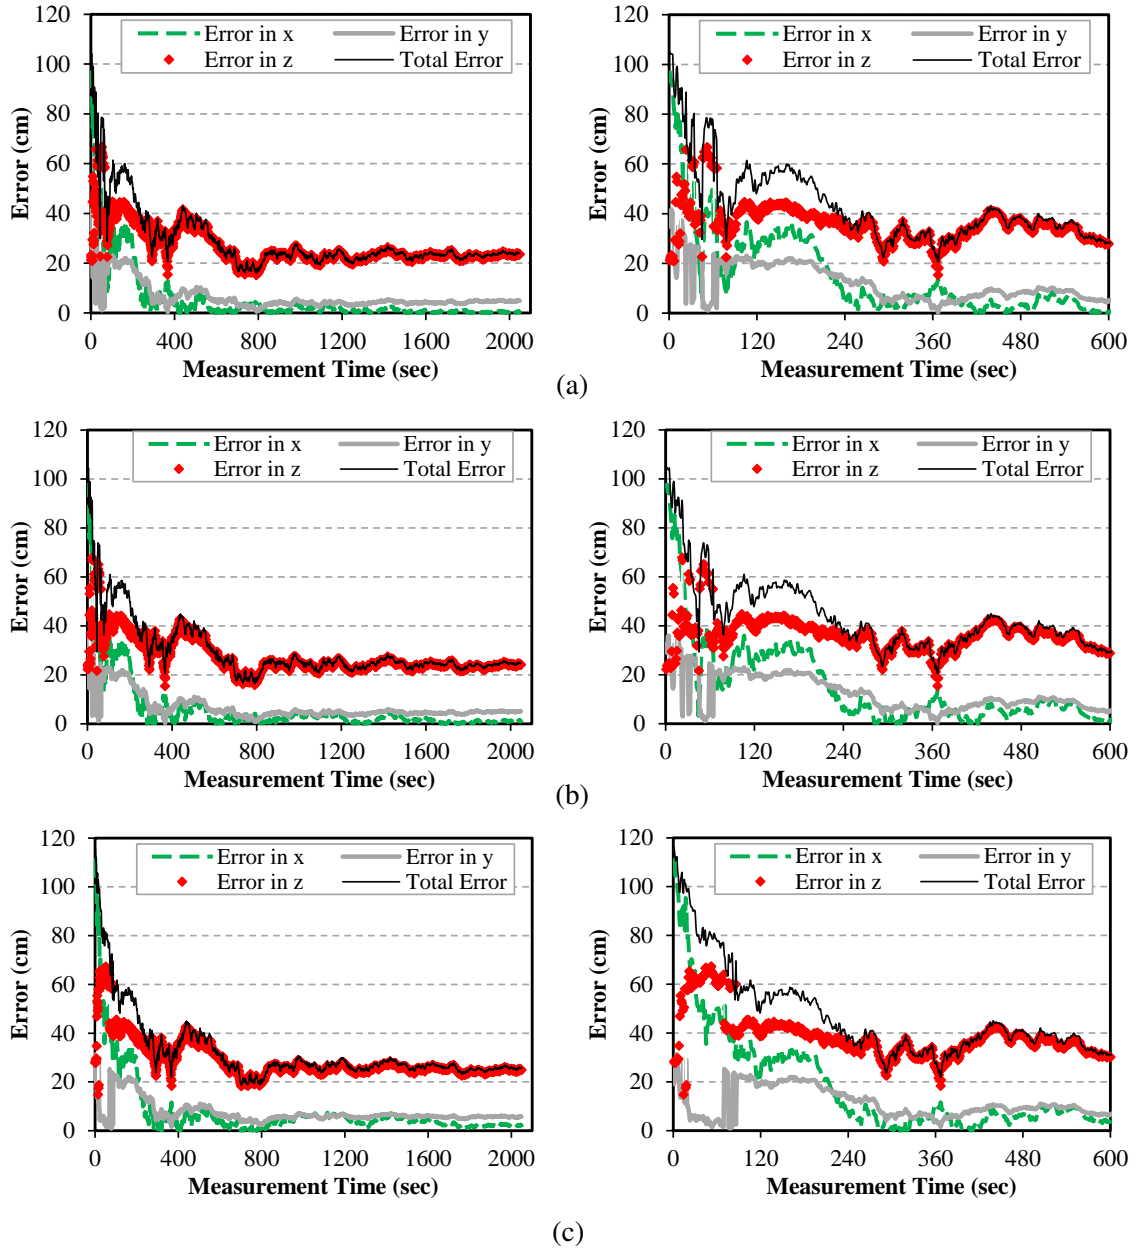 Error in x Error in y
Error in z Total Error
120
100
80
60
40
20
0
Error (cm)
0 400 800 1200 1600 2000
Measurement Time (sec)
Error in x Error in y
Error in z Total Error
120
100
80
60
40
20
0
Error (cm)
0 120 240 360 480 600
Measurement Time (sec)
(a)
Error in x Error in y
Error in z Total Error
120
100
80
60
40
20
0
Error (cm)
0 400 800 1200 1600 2000
Measurement Time (sec)
Error in x Error in y
Error in z Total Error
120
100
80
60
40
20
0
Error (cm)
0 120 240 360 480 600
Measurement Time (sec)
(b)
Error in x Error in y
Error in z Total Error
120
100
80
60
40
20
0
Error (cm)
0 400 800 1200 1600 2000
Measurement Time (sec)
Error in x Error in y
Error in z Total Error
120
100
80
60
40
20
0
Error (cm)
0 120 240 360 480 600
Measurement Time (sec)
(c)